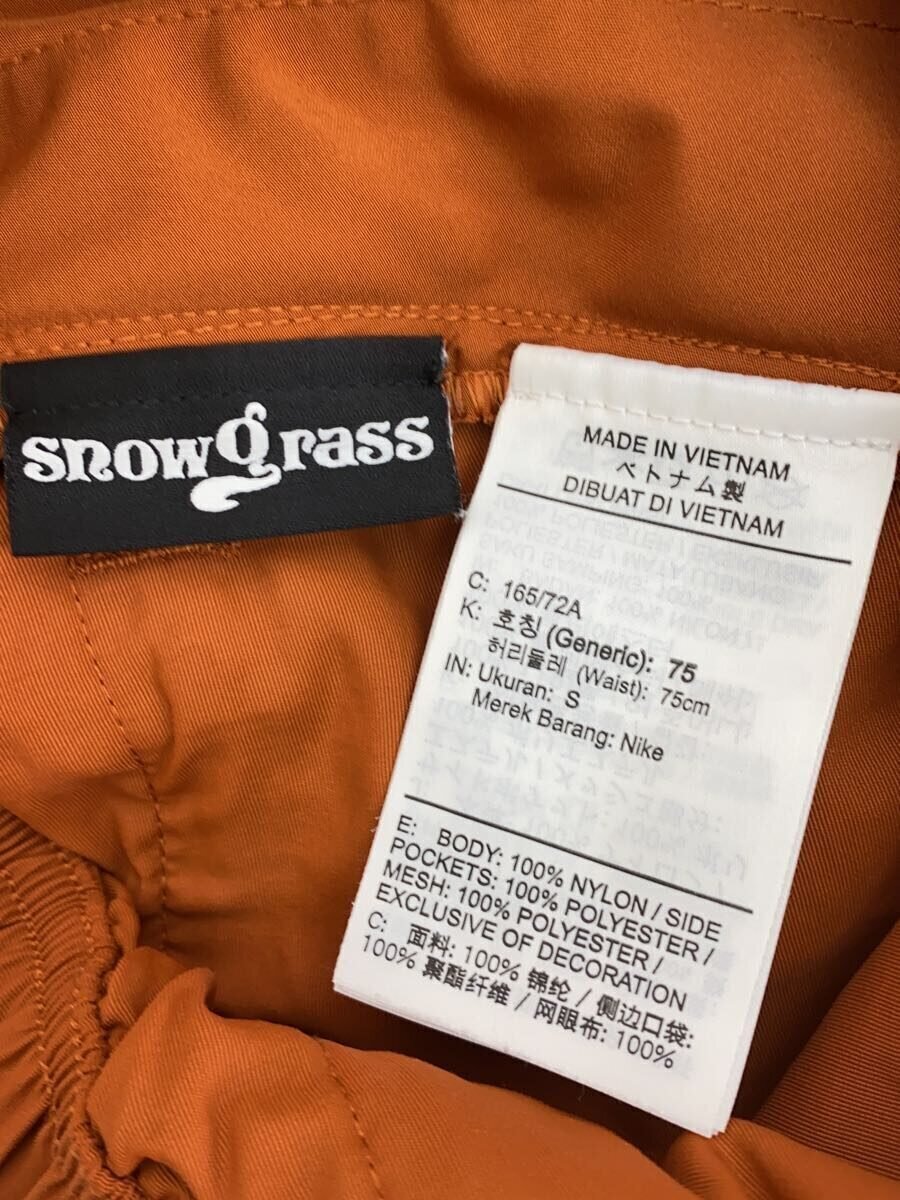 snowgrass
MADE IN VIETNAM
ベトナム製
DIBUAT DI VIETNAM
C: 165/72A
K: 호칭 (Generic): 75
허리둘레 (Waist): 75cm
IN: Ukuran: S
Merek Barang: Nike
E: BODY: 100% NYLON / SIDE
POCKETS: 100% POLYESTER /
MESH: 100% POLYESTER /
EXCLUSIVE OF DECORATION
C: 面料: 100% 锦纶 / 侧边口袋:
100% 聚酯纤维 / 网眼布: 100%